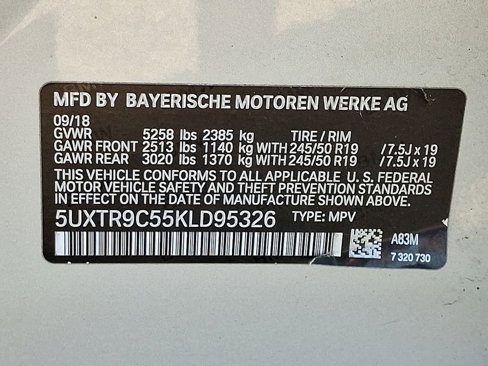 MFD BY BAYERISCHE MOTOREN WERKE AG
09/18
GVWR 5258 lbs 2385 kg TIRE / RIM
GAWR FRONT 2513 lbs 1140 kg WITH 245/50 R19 /7.5J x 19
GAWR REAR 3020 lbs 1370 kg WITH 245/50 R19 /7.5J x 19
THIS VEHICLE CONFORMS TO ALL APPLICABLE U. S. FEDERAL
MOTOR VEHICLE SAFETY AND THEFT PREVENTION STANDARDS
IN EFFECT ON THE DATE OF MANUFACTURE SHOWN ABOVE.
5UXTR9C55KLD95326 TYPE: MPV
A83M
7 320 730